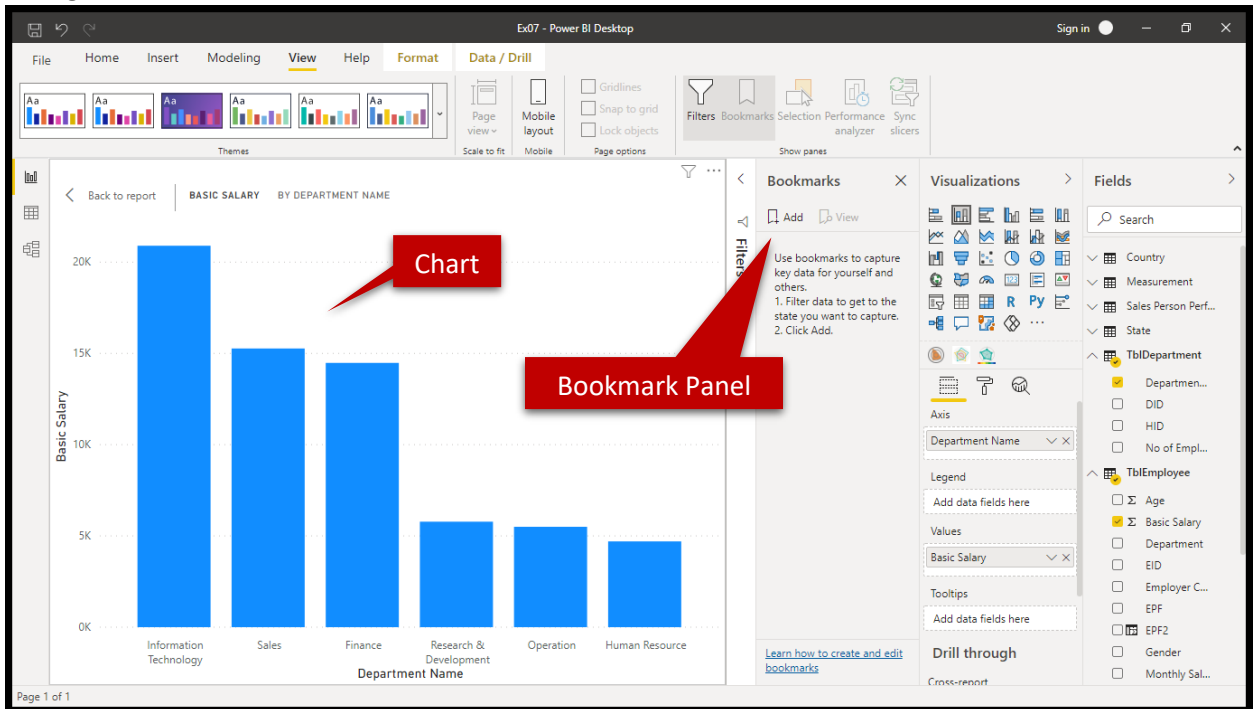 Ex07 - Power BI Desktop
Sign in
File Home Insert Modeling View Help Format Data / Drill
Aa Aa Aa Aa Aa Aa
Page view
Mobile layout
Gridlines
Snap to grid
Lock objects
Filters Bookmarks Selection Performance analyzer Sync slicers
Themes Scale to fit Mobile Page options Show panes
Back to report BASIC SALARY BY DEPARTMENT NAME
20K
15K
10K
5K
0K
Basic Salary
Information Technology
Sales
Finance
Research & Development
Operation
Human Resource
Department Name
Chart
Bookmark Panel
Filters
Bookmarks
Add View
Use bookmarks to capture
key data for yourself and
others.
1. Filter data to get to the
state you want to capture.
2. Click Add.
Learn how to create and edit
bookmarks
Visualizations
123
R Py
Axis
Department Name
Legend
Add data fields here
Values
Basic Salary
Tooltips
Add data fields here
Drill through
Cross-report
Fields
Search
Country
Measurement
Sales Person Perf...
State
TblDepartment
Departmen...
DID
HID
No of Empl...
TblEmployee
Σ Age
Σ Basic Salary
Department
EID
Employer C...
EPF
EPF2
Gender
Monthly Sal...
Page 1 of 1